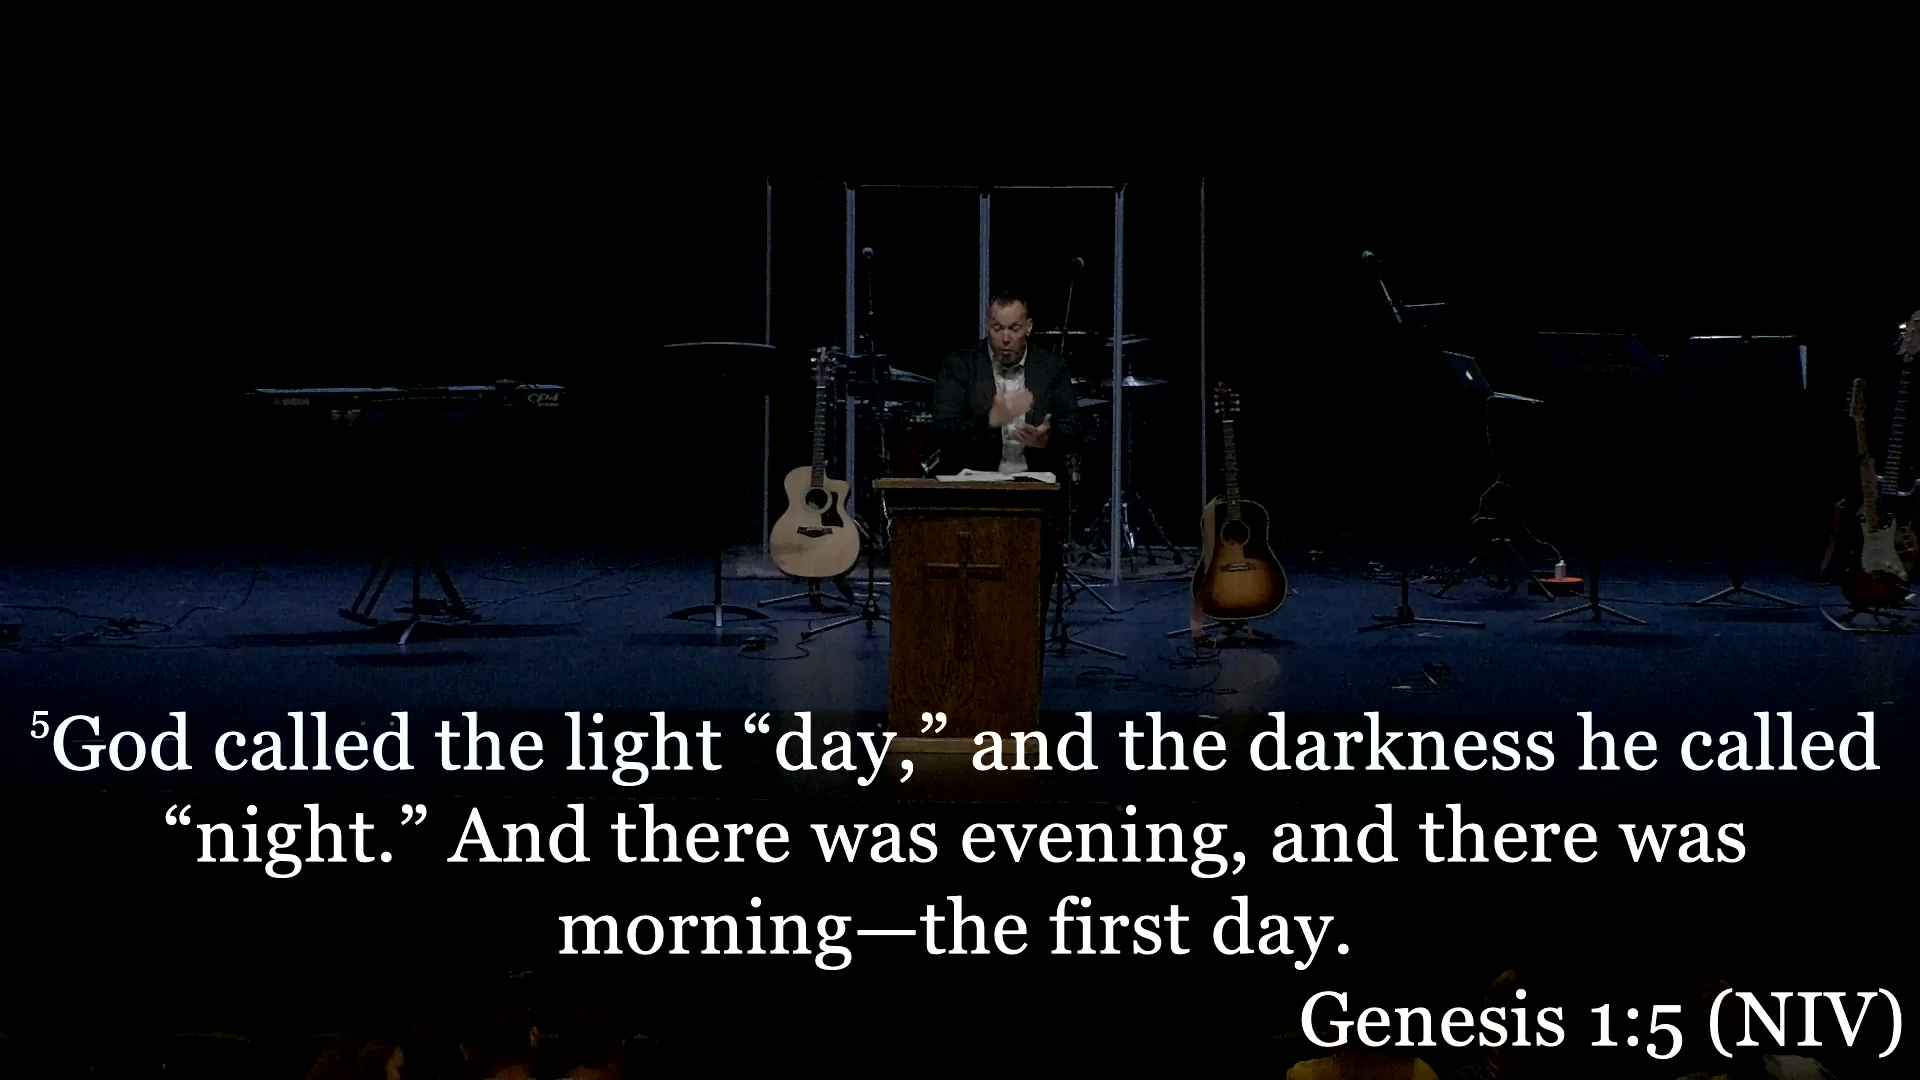 CP4
⁵God called the light “day,” and the darkness he called
“night.” And there was evening, and there was
morning—the first day.
Genesis 1:5 (NIV)